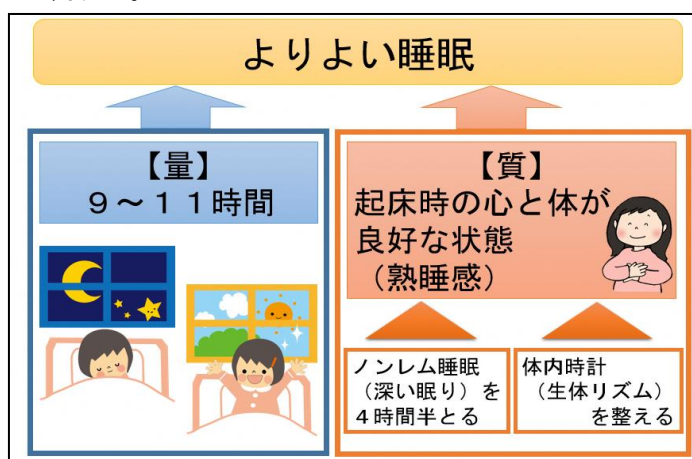 よりよい睡眠
【量】
９～１１時間
【質】
起床時の心と体が
良好な状態
（熟睡感）
ノンレム睡眠
（深い眠り）を
４時間半とる
体内時計
（生体リズム）
を整える